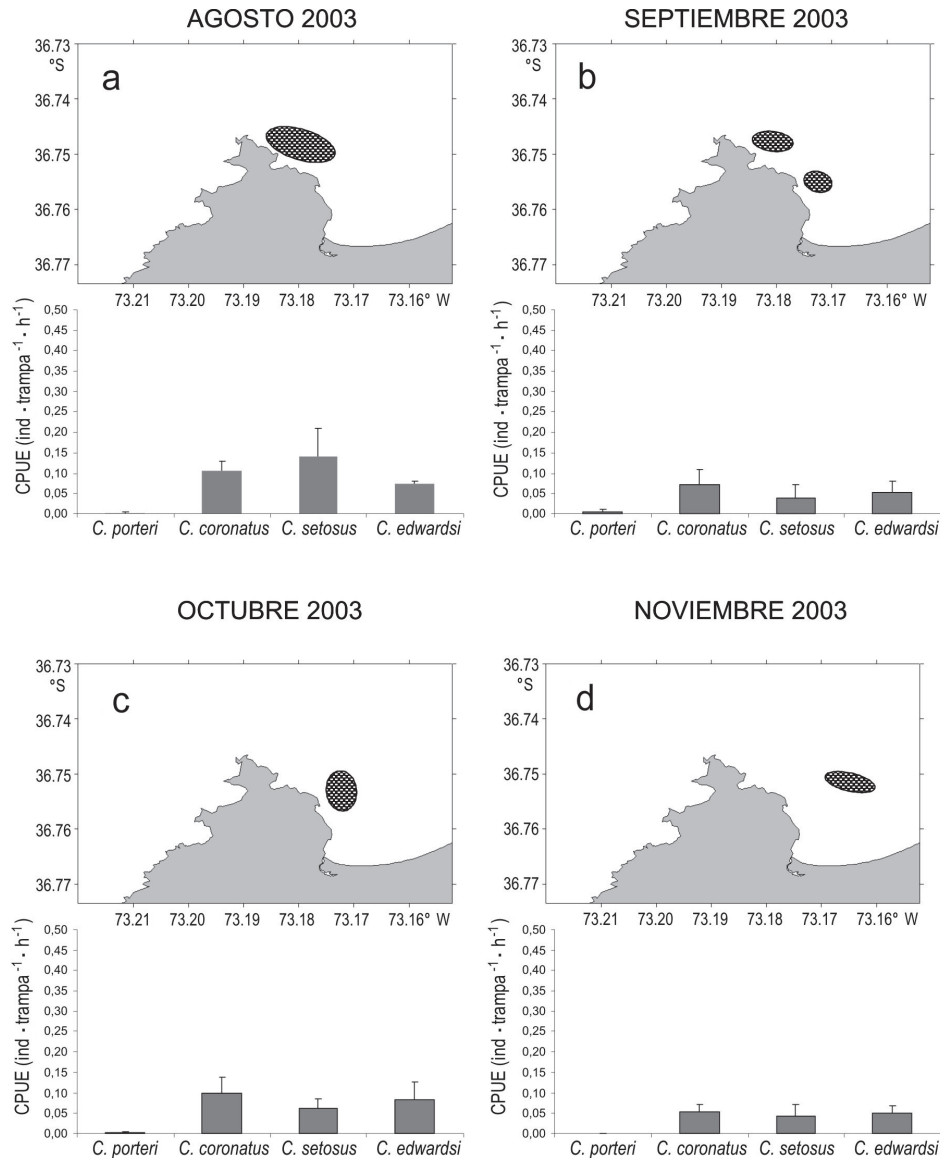 AGOSTO 2003
SEPTIEMBRE 2003
36.73
°S
36.74
36.75
36.76
36.77
a
73.21 73.20 73.19 73.18 73.17 73.16° W
36.73
°S
36.74
36.75
36.76
36.77
b
73.21 73.20 73.19 73.18 73.17 73.16° W
CPUE (ind · trampa⁻¹ · h⁻¹)
0,50
0,45
0,40
0,35
0,30
0,25
0,20
0,15
0,10
0,05
0,00
C. porteri C. coronatus C. setosus C. edwardsi
CPUE (ind · trampa⁻¹ · h⁻¹)
0,50
0,45
0,40
0,35
0,30
0,25
0,20
0,15
0,10
0,05
0,00
C. porteri C. coronatus C. setosus C. edwardsi
OCTUBRE 2003
NOVIEMBRE 2003
36.73
°S
36.74
36.75
36.76
36.77
c
73.21 73.20 73.19 73.18 73.17 73.16° W
36.73
°S
36.74
36.75
36.76
36.77
d
73.21 73.20 73.19 73.18 73.17 73.16° W
CPUE (ind · trampa⁻¹ · h⁻¹)
0,50
0,45
0,40
0,35
0,30
0,25
0,20
0,15
0,10
0,05
0,00
C. porteri C. coronatus C. setosus C. edwardsi
CPUE (ind · trampa⁻¹ · h⁻¹)
0,50
0,45
0,40
0,35
0,30
0,25
0,20
0,15
0,10
0,05
0,00
C. porteri C. coronatus C. setosus C. edwardsi